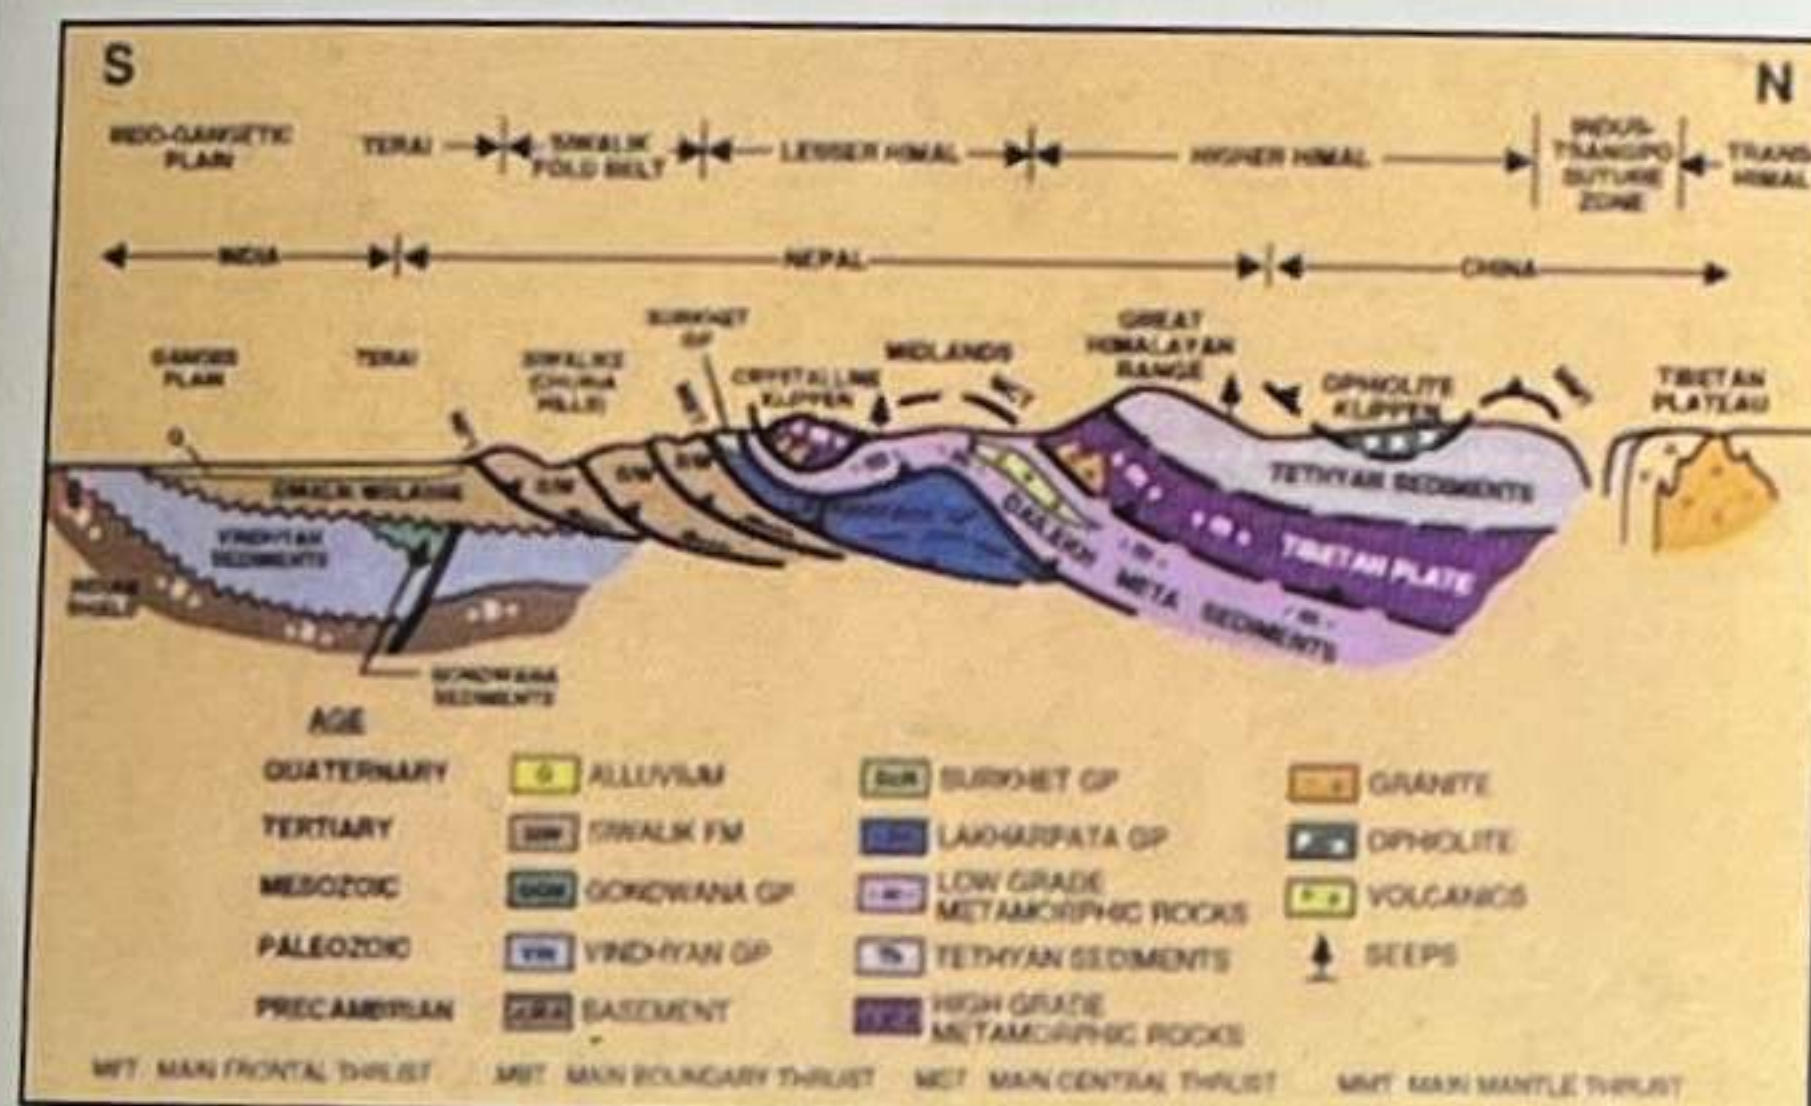 S
N
INDO-GANGETIC
PLAIN
TERAI
SIWALIK
FOLD BELT
LESSER HIMAL
HIGHER HIMAL
INDUS-
TSANGPO
SUTURE
ZONE
TRANS
HIMAL
INDIA
NEPAL
CHINA
GANGES
PLAIN
TERAI
SIWALIKS
(CHURIA
HILLS)
SURKHET
GP
CRYSTALLINE
KLIPPEN
MIDLANDS
GREAT
HIMALAYAN
RANGE
OPHIOLITE
KLIPPEN
TIBETAN
PLATEAU
MCT
Q
SIWALIK MOLASSE
VINDHYAN
SEDIMENTS
INDIAN
SHIELD
GONDWANA
SEDIMENTS
DAILEKH META SEDIMENTS
TETHYAN SEDIMENTS
TIBETAN PLATE
AGE
QUATERNARY
TERTIARY
MESOZOIC
PALEOZOIC
PRECAMBRIAN
Q ALLUVIUM
SIWALIK FM
GONDWANA GP
VINDHYAN GP
BASEMENT
SURKHET GP
LAKHARPATA GP
LOW GRADE
METAMORPHIC ROCKS
TETHYAN SEDIMENTS
HIGH GRADE
METAMORPHIC ROCKS
GRANITE
OPHIOLITE
VOLCANICS
SEEPS
MFT MAIN FRONTAL THRUST MBT MAIN BOUNDARY THRUST MCT MAIN CENTRAL THRUST MMT MAIN MANTLE THRUST